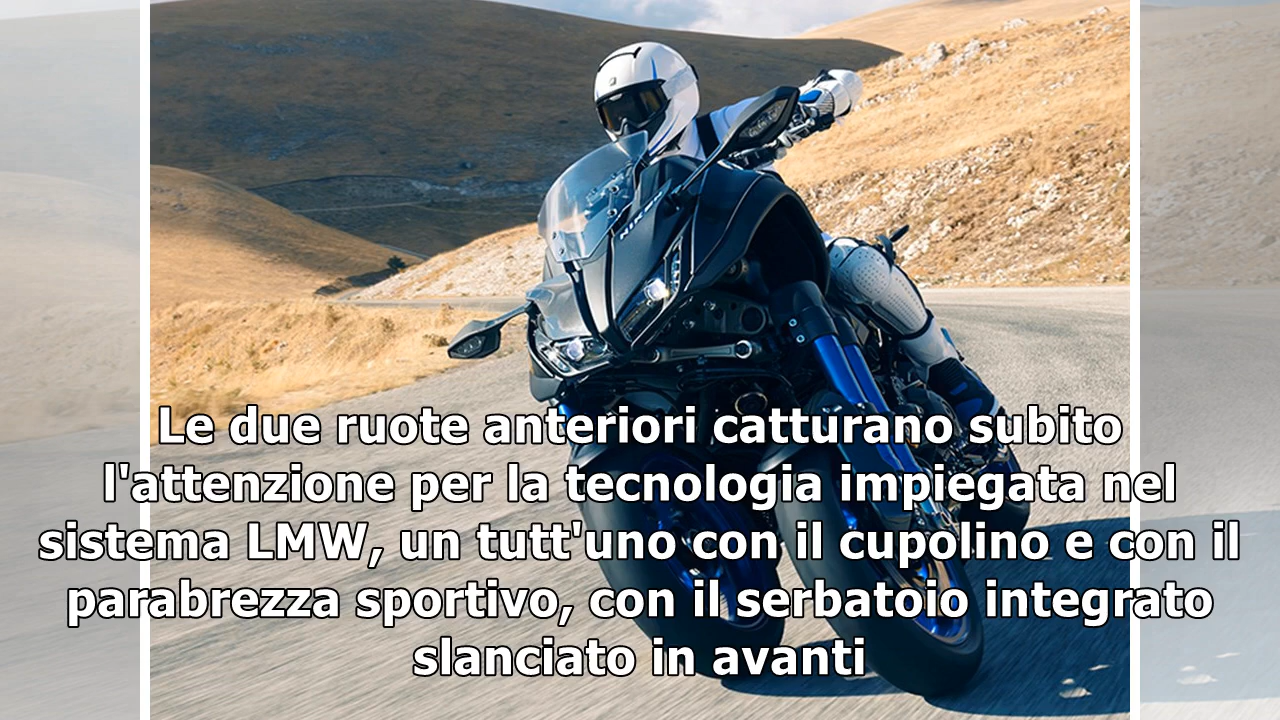 NIKEN
Le due ruote anteriori catturano subito
l'attenzione per la tecnologia impiegata nel
sistema LMW, un tutt'uno con il cupolino e con il
parabrezza sportivo, con il serbatoio integrato
slanciato in avanti